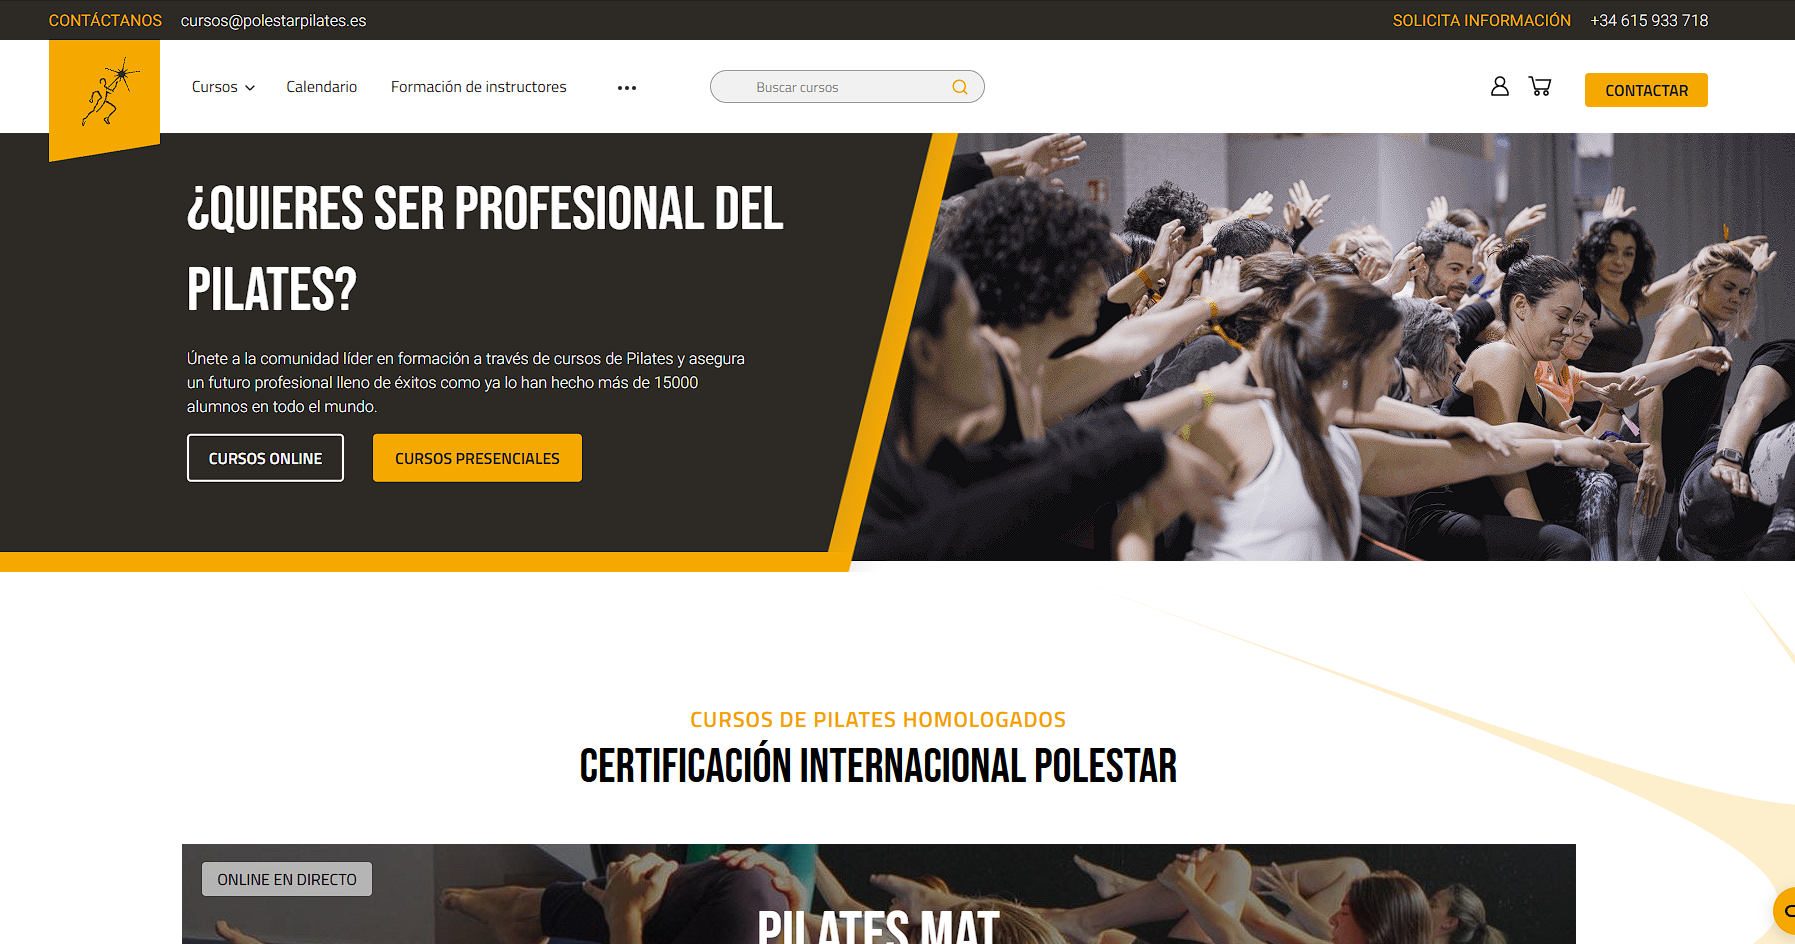 CONTÁCTANOS cursos@polestarpilates.es SOLICITA INFORMACIÓN +34 615 933 718
Cursos Calendario Formación de instructores ••• Buscar cursos CONTACTAR
¿QUIERES SER PROFESIONAL DEL
PILATES?
Únete a la comunidad líder en formación a través de cursos de Pilates y asegura
un futuro profesional lleno de éxitos como ya lo han hecho más de 15000
alumnos en todo el mundo.
CURSOS ONLINE CURSOS PRESENCIALES
CURSOS DE PILATES HOMOLOGADOS
CERTIFICACIÓN INTERNACIONAL POLESTAR
ONLINE EN DIRECTO
PILATES MAT